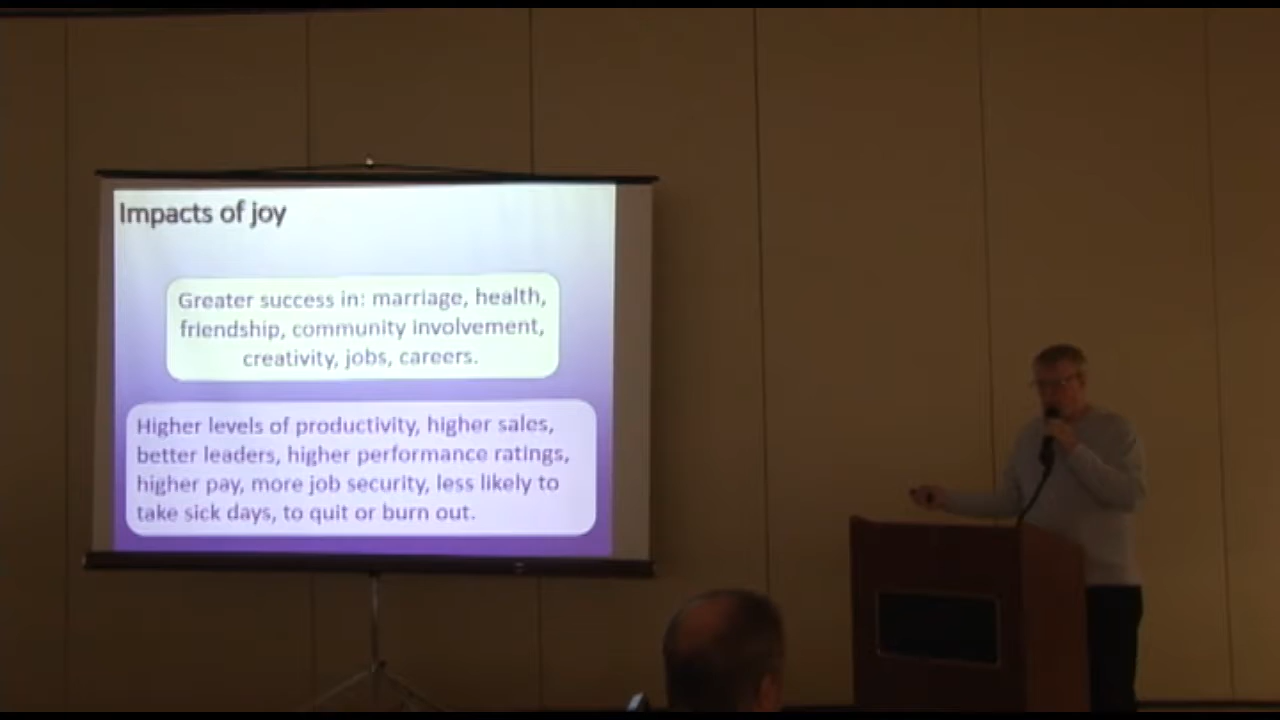 Impacts of joy
Greater success in: marriage, health,
friendship, community involvement,
creativity, jobs, careers.
Higher levels of productivity, higher sales,
better leaders, higher performance ratings,
higher pay, more job security, less likely to
take sick days, to quit or burn out.